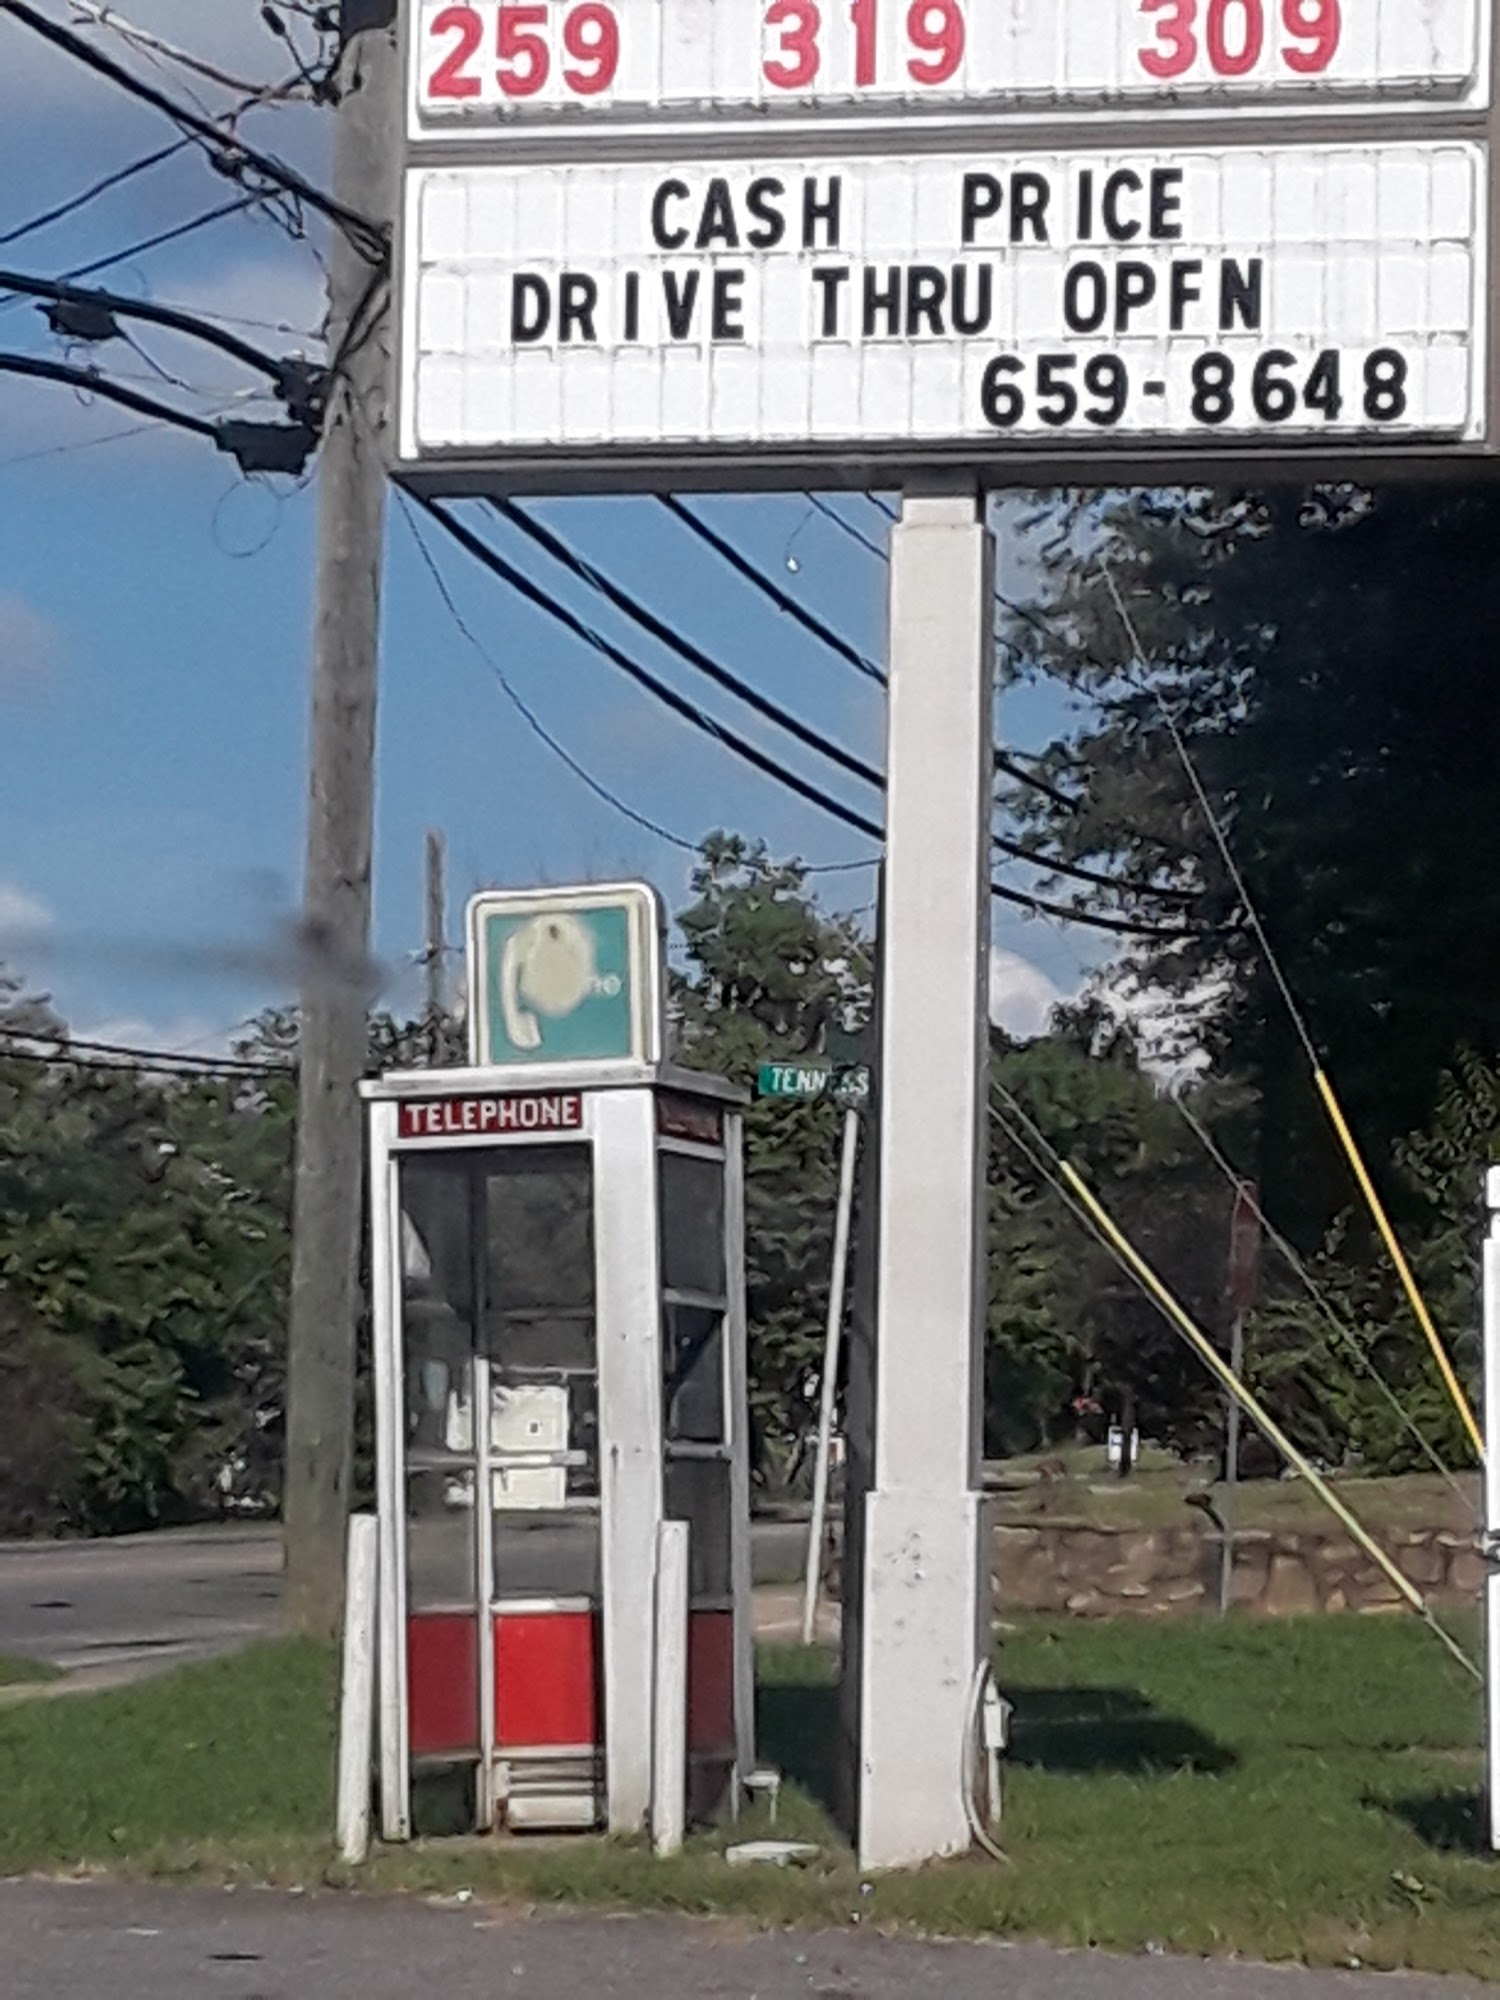 259 319 309
CASH PRICE
DRIVE THRU OPFN
659-8648
TELEPHONE